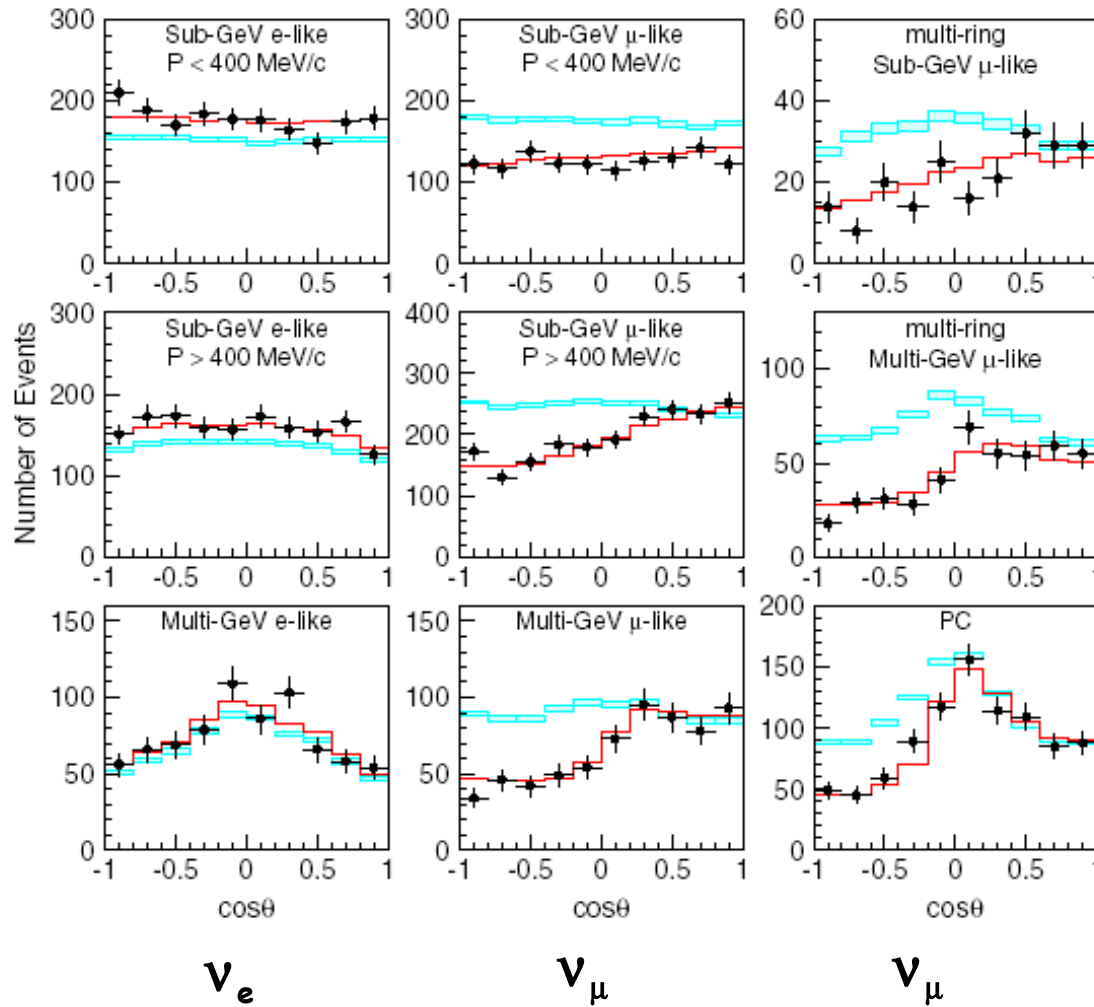 Number of Events
Sub-GeV e-like
P < 400 MeV/c
300
200
100
0
-1 -0.5 0 0.5 1
Sub-GeV μ-like
P < 400 MeV/c
300
200
100
0
-1 -0.5 0 0.5 1
multi-ring
Sub-GeV μ-like
60
40
20
0
-1 -0.5 0 0.5 1
Sub-GeV e-like
P > 400 MeV/c
300
200
100
0
-1 -0.5 0 0.5 1
Sub-GeV μ-like
P > 400 MeV/c
400
300
200
100
0
-1 -0.5 0 0.5 1
multi-ring
Multi-GeV μ-like
100
50
0
-1 -0.5 0 0.5 1
Multi-GeV e-like
150
100
50
0
-1 -0.5 0 0.5 1
cosθ
Multi-GeV μ-like
150
100
50
0
-1 -0.5 0 0.5 1
cosθ
PC
200
150
100
50
0
-1 -0.5 0 0.5 1
cosθ
νe
νμ
νμ